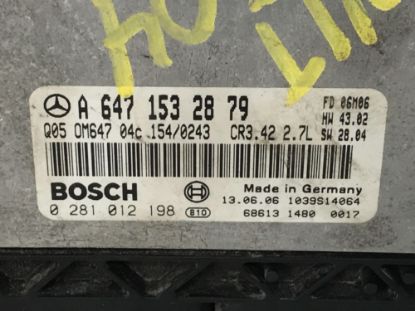 A 647 153 28 79
FD 06M06
HW 43.02
Q05 OM647 04c 154/0243 CR3.42 2.7L SW 28.04
BOSCH
Made in Germany
13.06.06 1039S14064
0 281 012 198 B10
68613 1480 0017